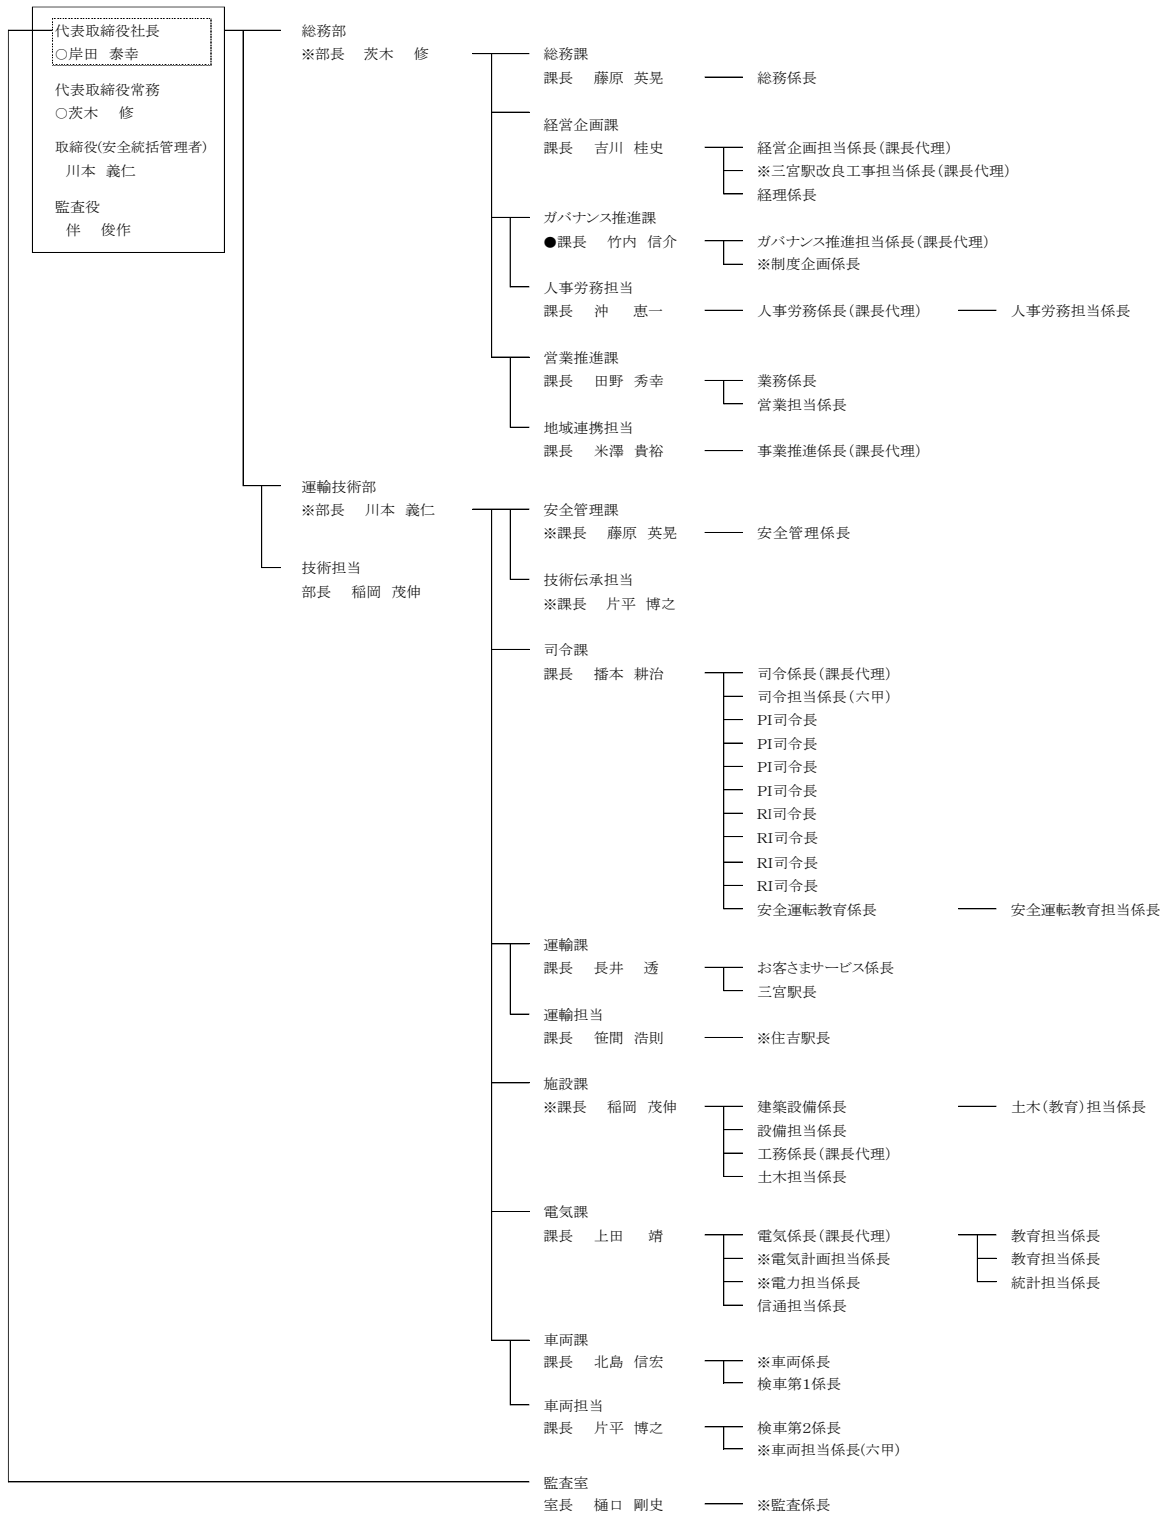 代表取締役社長
○岸田 泰幸
代表取締役常務
○茨木 修
取締役(安全統括管理者)
川本 義仁
監査役
伴 俊作
総務部
※部長 茨木 修
総務課
課長 藤原 英晃
総務係長
経営企画課
課長 吉川 桂史
経営企画担当係長(課長代理)
※三宮駅改良工事担当係長(課長代理)
経理係長
ガバナンス推進課
●課長 竹内 信介
ガバナンス推進担当係長(課長代理)
※制度企画係長
人事労務担当
課長 沖 恵一
人事労務係長(課長代理)
人事労務担当係長
営業推進課
課長 田野 秀幸
業務係長
営業担当係長
地域連携担当
課長 米澤 貴裕
事業推進係長(課長代理)
運輸技術部
※部長 川本 義仁
技術担当
部長 稲岡 茂伸
安全管理課
※課長 藤原 英晃
安全管理係長
技術伝承担当
※課長 片平 博之
司令課
課長 播本 耕治
司令係長(課長代理)
司令担当係長(六甲)
PI司令長
PI司令長
PI司令長
PI司令長
RI司令長
RI司令長
RI司令長
RI司令長
安全運転教育係長
安全運転教育担当係長
運輸課
課長 長井 透
お客さまサービス係長
三宮駅長
運輸担当
課長 笹間 浩則
※住吉駅長
施設課
※課長 稲岡 茂伸
建築設備係長
土木(教育)担当係長
設備担当係長
工務係長(課長代理)
土木担当係長
電気課
課長 上田 靖
電気係長(課長代理)
教育担当係長
※電気計画担当係長
教育担当係長
※電力担当係長
統計担当係長
信通担当係長
車両課
課長 北島 信宏
※車両係長
検車第1係長
車両担当
課長 片平 博之
検車第2係長
※車両担当係長(六甲)
監査室
室長 樋口 剛史
※監査係長